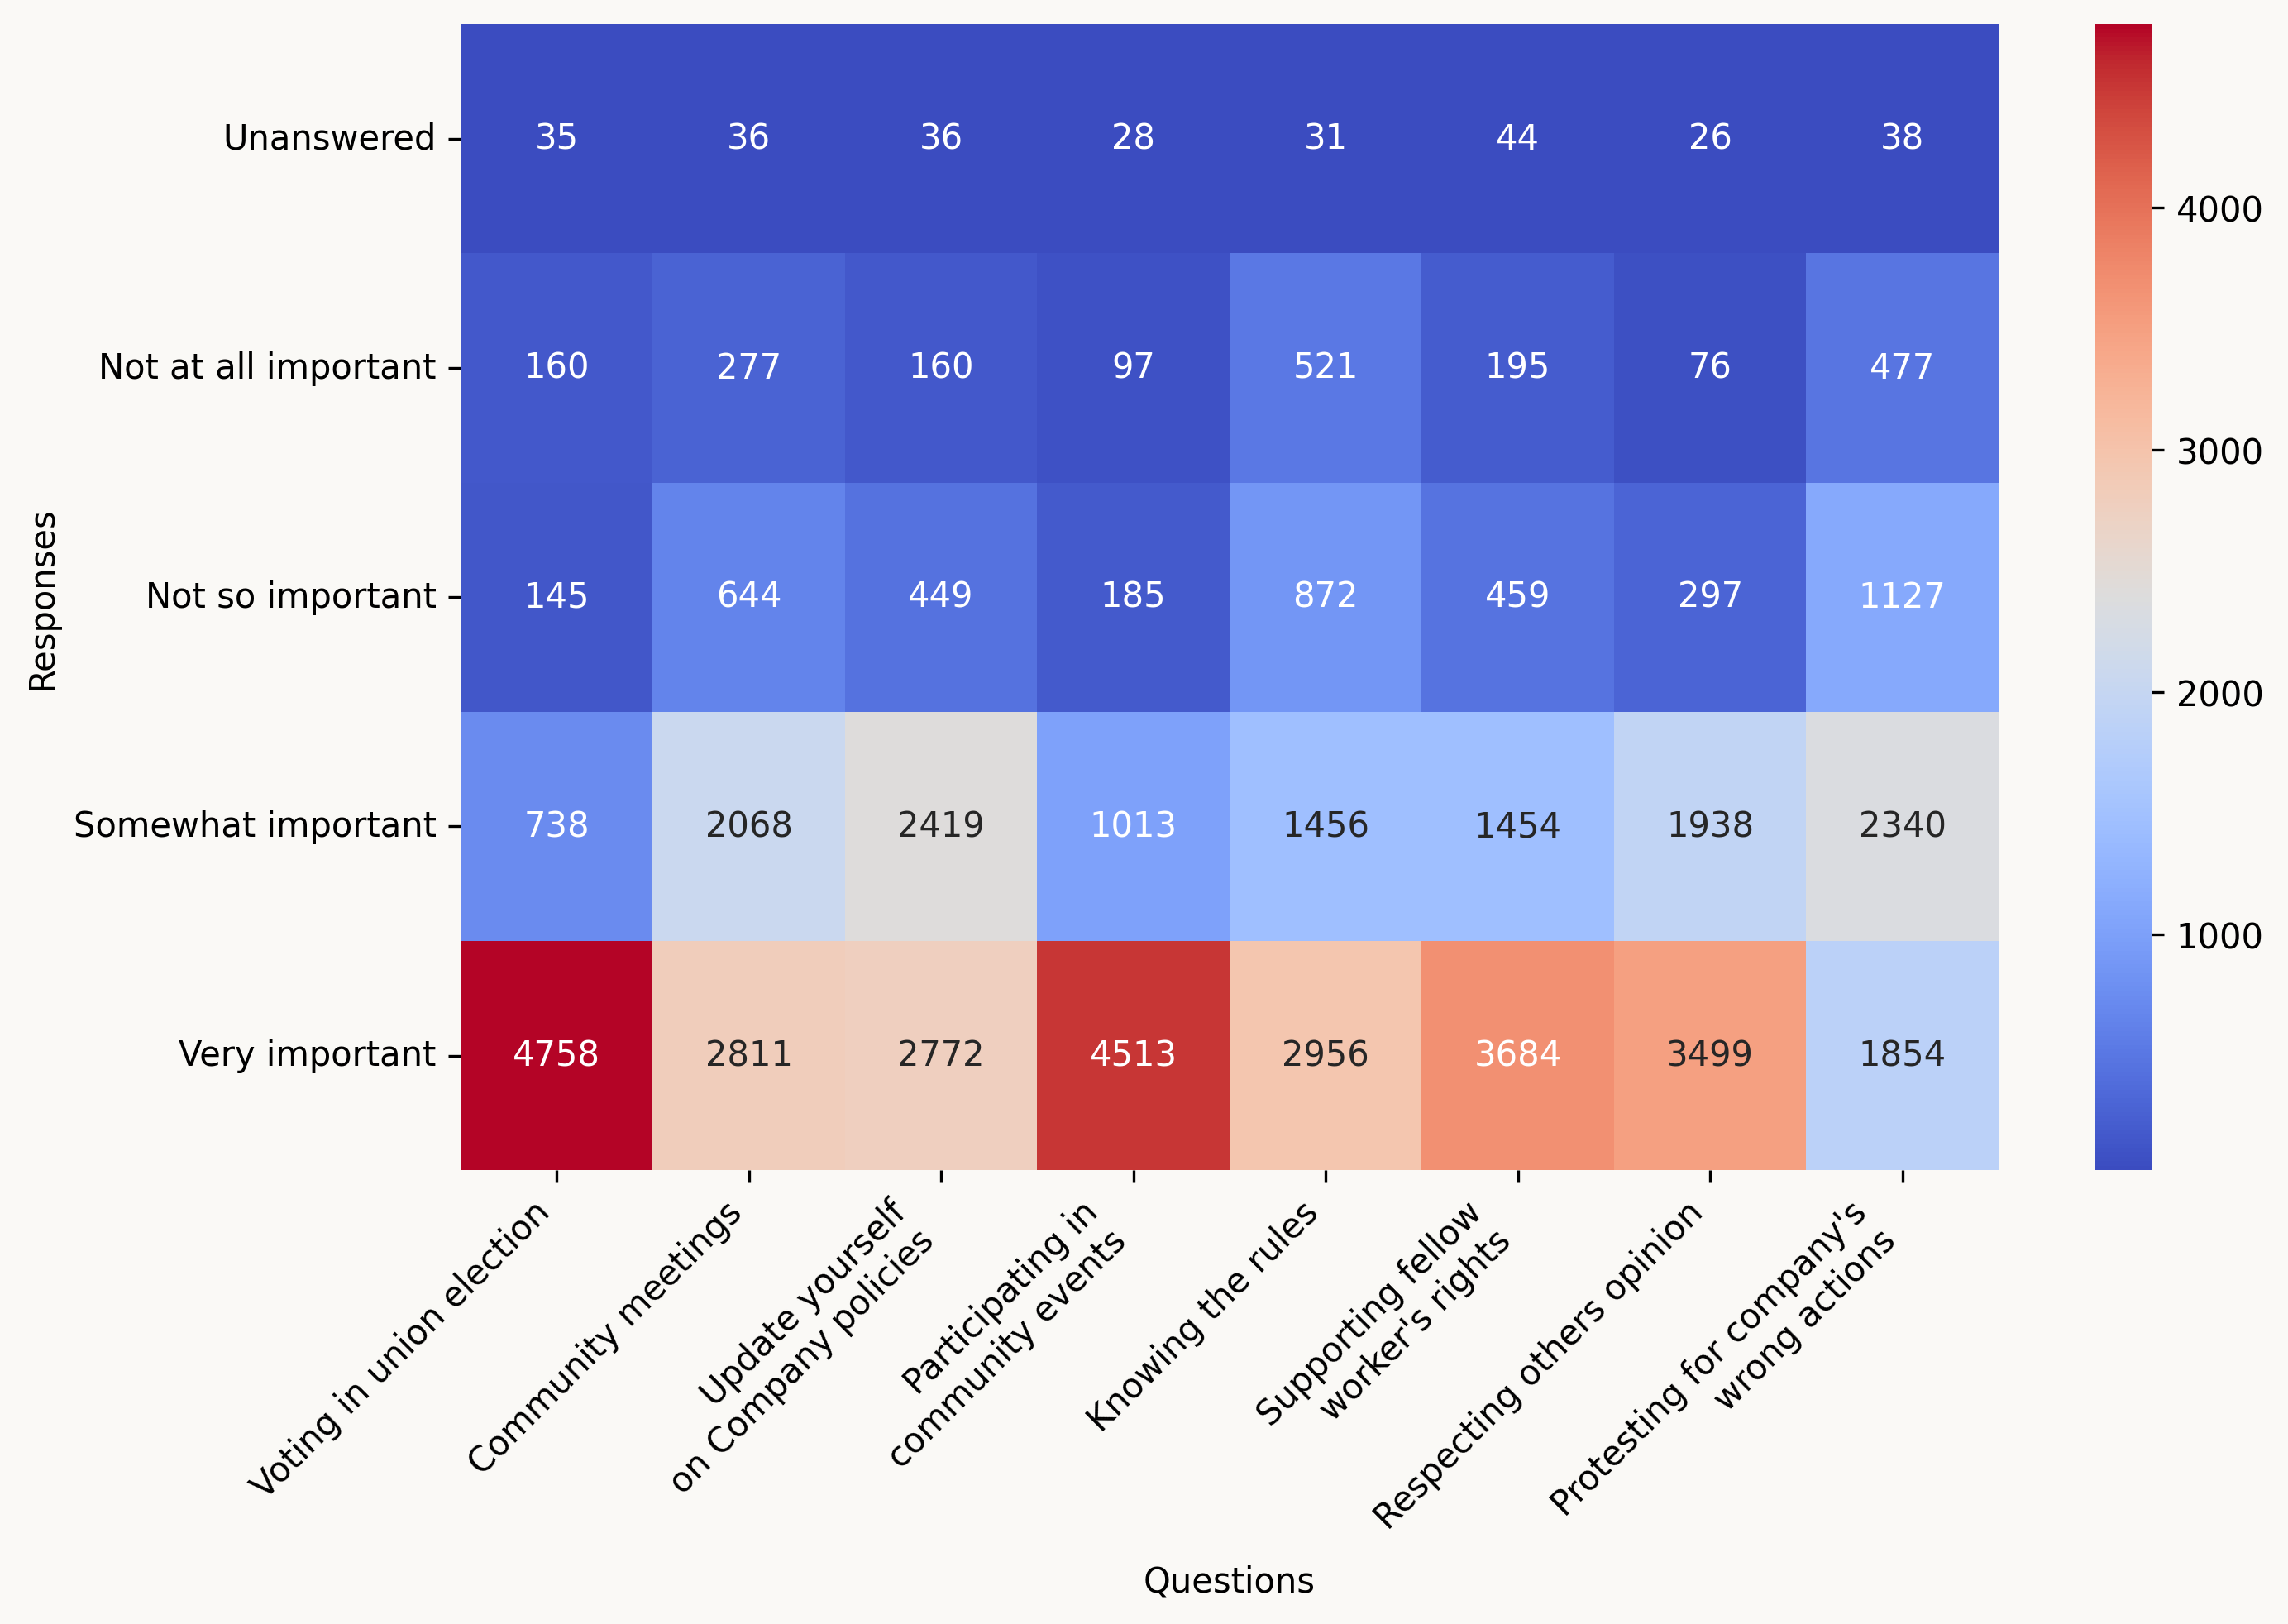 Unanswered
35 36 36 28 31 44 26 38
4000
Not at all important
160 277 160 97 521 195 76 477
3000
Responses
Not so important
145 644 449 185 872 459 297 1127
2000
Somewhat important
738 2068 2419 1013 1456 1454 1938 2340
1000
Very important
4758 2811 2772 4513 2956 3684 3499 1854
Voting in union election
Community meetings
Update yourself
on Company policies
Participating in
community events
Knowing the rules
Supporting fellow
worker's rights
Respecting others opinion
Protesting for company's
wrong actions
Questions